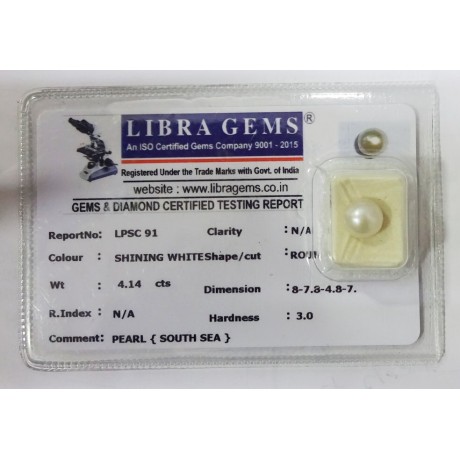 LIBRA GEMS®
An ISO Certified Gems Company 9001 - 2015
Registered Under the Trade Marks with Govt. of India
website : www.libragems.co.in
GEMS & DIAMOND CERTIFIED TESTING REPORT
ReportNo: LPSC 91 Clarity : N/A
Colour : SHINING WHITE Shape/cut : ROUN
Wt : 4.14 cts Dimension : 8-7.8-4.8-7.
R.Index : N/A Hardness : 3.0
Comment: PEARL { SOUTH SEA }